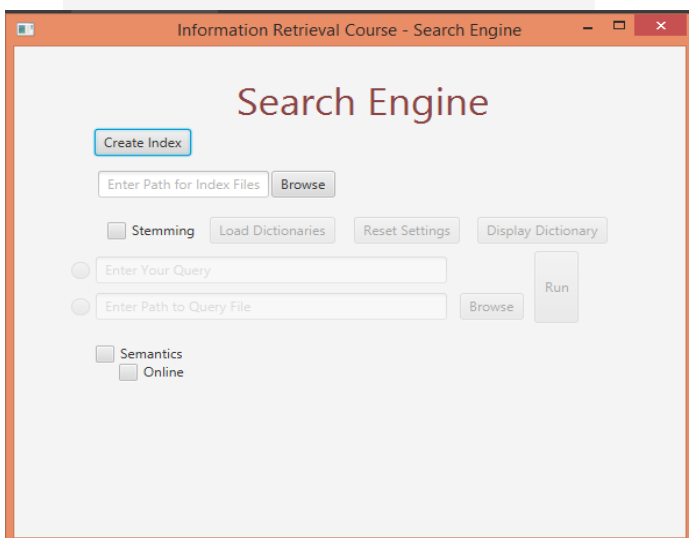 Information Retrieval Course - Search Engine
Search Engine
Create Index
Enter Path for Index Files Browse
Stemming Load Dictionaries Reset Settings Display Dictionary
Enter Your Query
Run
Enter Path to Query File Browse
Semantics
Online